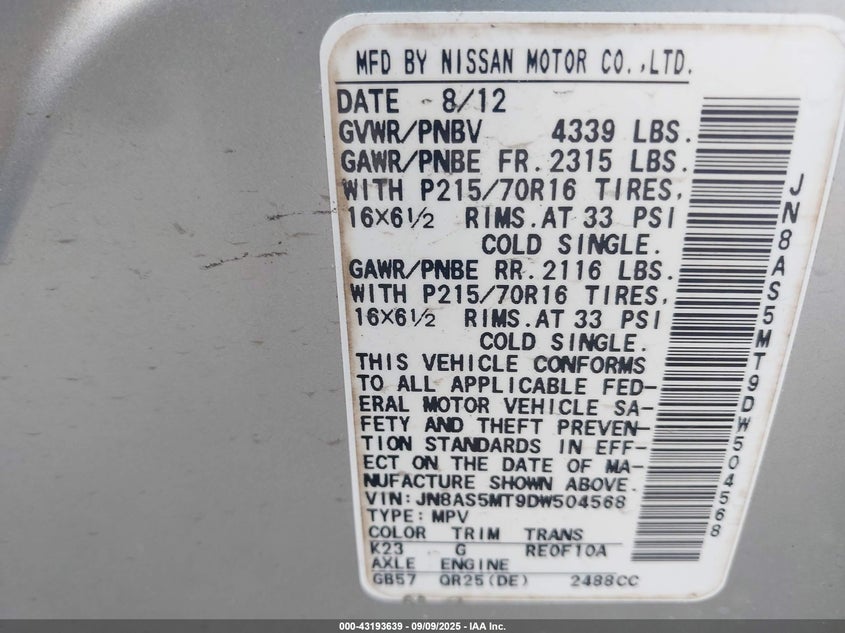 MFD BY NISSAN MOTOR CO.,LTD.
DATE 8/12
GVWR/PNBV 4339 LBS.
GAWR/PNBE FR. 2315 LBS.
WITH P215/70R16 TIRES,
16X6½ RIMS. AT 33 PSI
COLD SINGLE.
GAWR/PNBE RR. 2116 LBS.
WITH P215/70R16 TIRES,
16X6½ RIMS. AT 33 PSI
COLD SINGLE.
THIS VEHICLE CONFORMS
TO ALL APPLICABLE FED-
ERAL MOTOR VEHICLE SA-
FETY AND THEFT PREVEN-
TION STANDARDS IN EFF-
ECT ON THE DATE OF MA-
NUFACTURE SHOWN ABOVE.
VIN: JN8AS5MT9DW504568
TYPE: MPV
COLOR TRIM TRANS
K23 G RE0F10A
AXLE ENGINE
GB57 QR25(DE) 2488CC
JN8AS5MT9DW504568
000-43193639 - 09/09/2025 - IAA Inc.